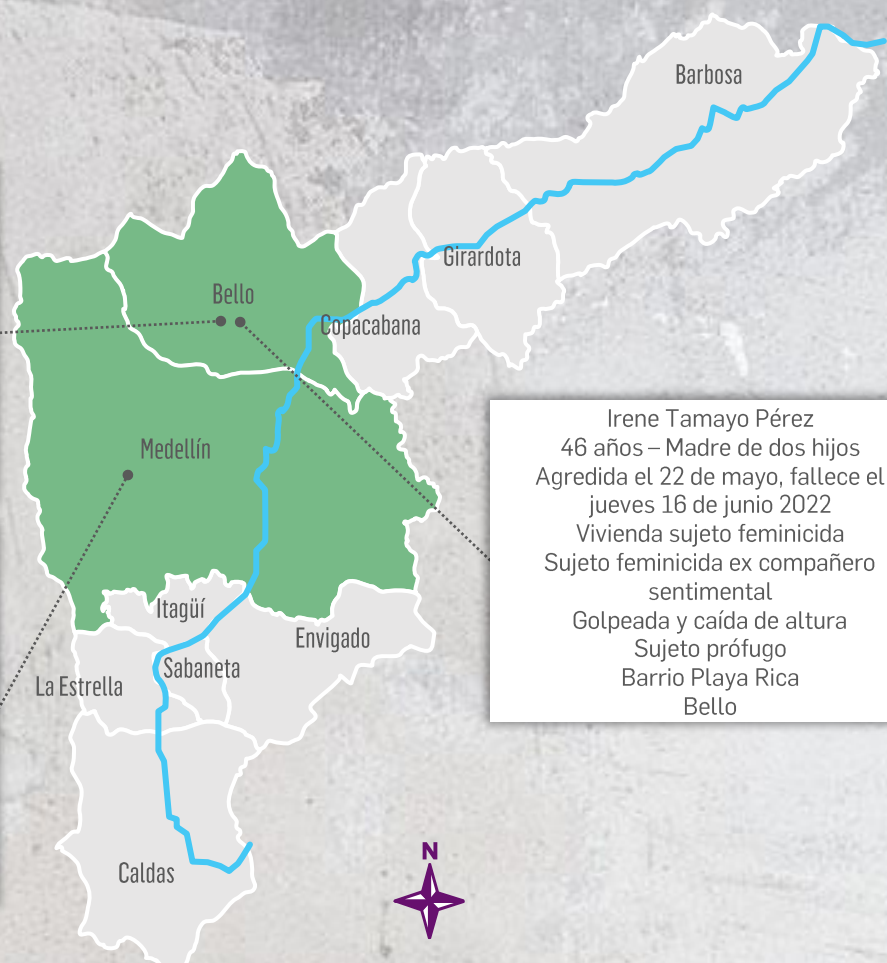 Barbosa
Girardota
Bello
Copacabana
Medellín
Irene Tamayo Pérez
46 años – Madre de dos hijos
Agredida el 22 de mayo, fallece el
jueves 16 de junio 2022
Vivienda sujeto feminicida
Sujeto feminicida ex compañero
sentimental
Golpeada y caída de altura
Sujeto prófugo
Barrio Playa Rica
Bello
Itagüí
Envigado
Sabaneta
La Estrella
Caldas
N